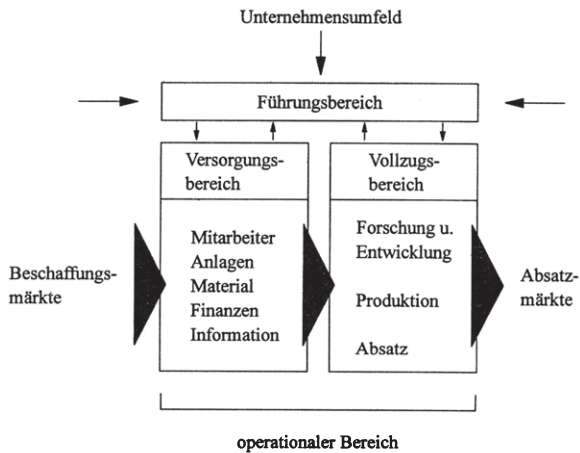 Unternehmensumfeld
Führungsbereich
Versorgungs-
bereich
Vollzugs-
bereich
Beschaffungs-
märkte
Mitarbeiter
Anlagen
Material
Finanzen
Information
Forschung u.
Entwicklung
Produktion
Absatz
Absatz-
märkte
operationaler Bereich